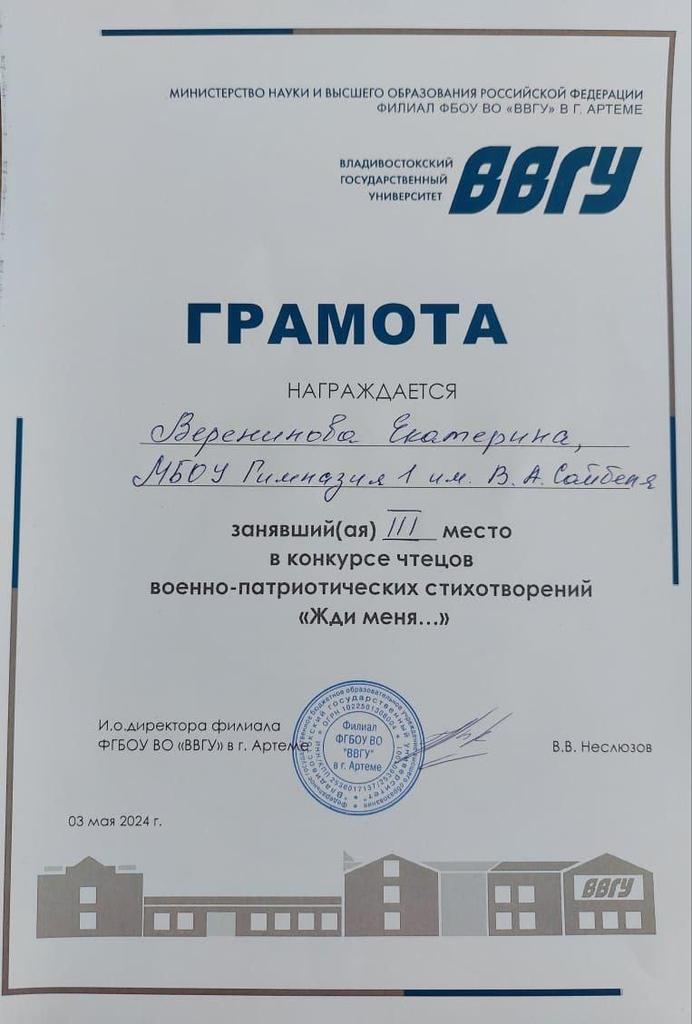 МИНИСТЕРСТВО НАУКИ И ВЫСШЕГО ОБРАЗОВАНИЯ РОССИЙСКОЙ ФЕДЕРАЦИИ
ФИЛИАЛ ФБОУ ВО «ВВГУ» В Г. АРТЕМЕ
ВЛАДИВОСТОКСКИЙ
ГОСУДАРСТВЕННЫЙ
УНИВЕРСИТЕТ
ВВГУ
ГРАМОТА
НАГРАЖДАЕТСЯ
Веренинова Екатерина,
МБОУ Гимназия 1 им. В.А. Сайбеля
занявший(ая) III место
в конкурсе чтецов
военно-патриотических стихотворений
«Жди меня...»
И.о.директора филиала
ФГБОУ ВО «ВВГУ» в г. Артеме
Филиал
ФГБОУ ВО
"ВВГУ"
в г. Артеме
В.В. Неслюзов
03 мая 2024 г.
ВВГУ